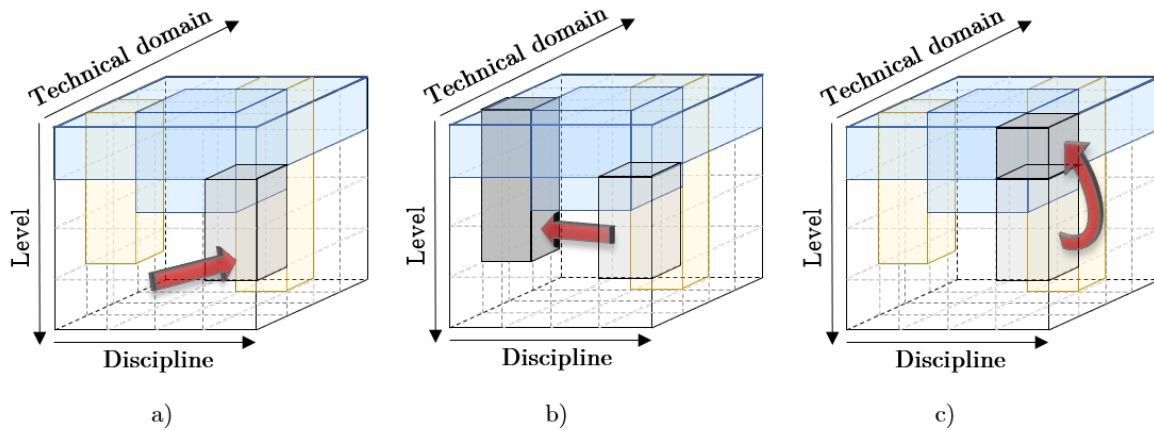 Technical domain
Level
Discipline
a)
Technical domain
Level
Discipline
b)
Technical domain
Level
Discipline
c)